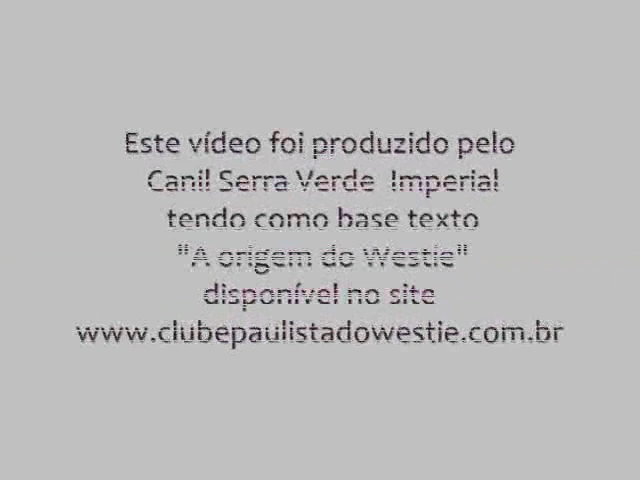 Este vídeo foi produzido pelo
Canil Serra Verde Imperial
tendo como base texto
"A origem do Westie"
disponível no site
www.clubepaulistadowestie.com.br